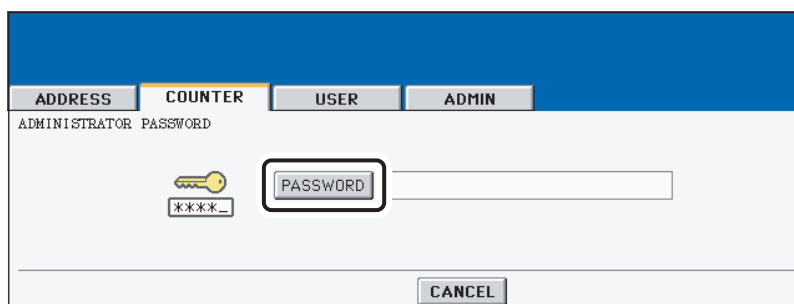 ADDRESS COUNTER USER ADMIN
ADMINISTRATOR PASSWORD
PASSWORD
****_
CANCEL